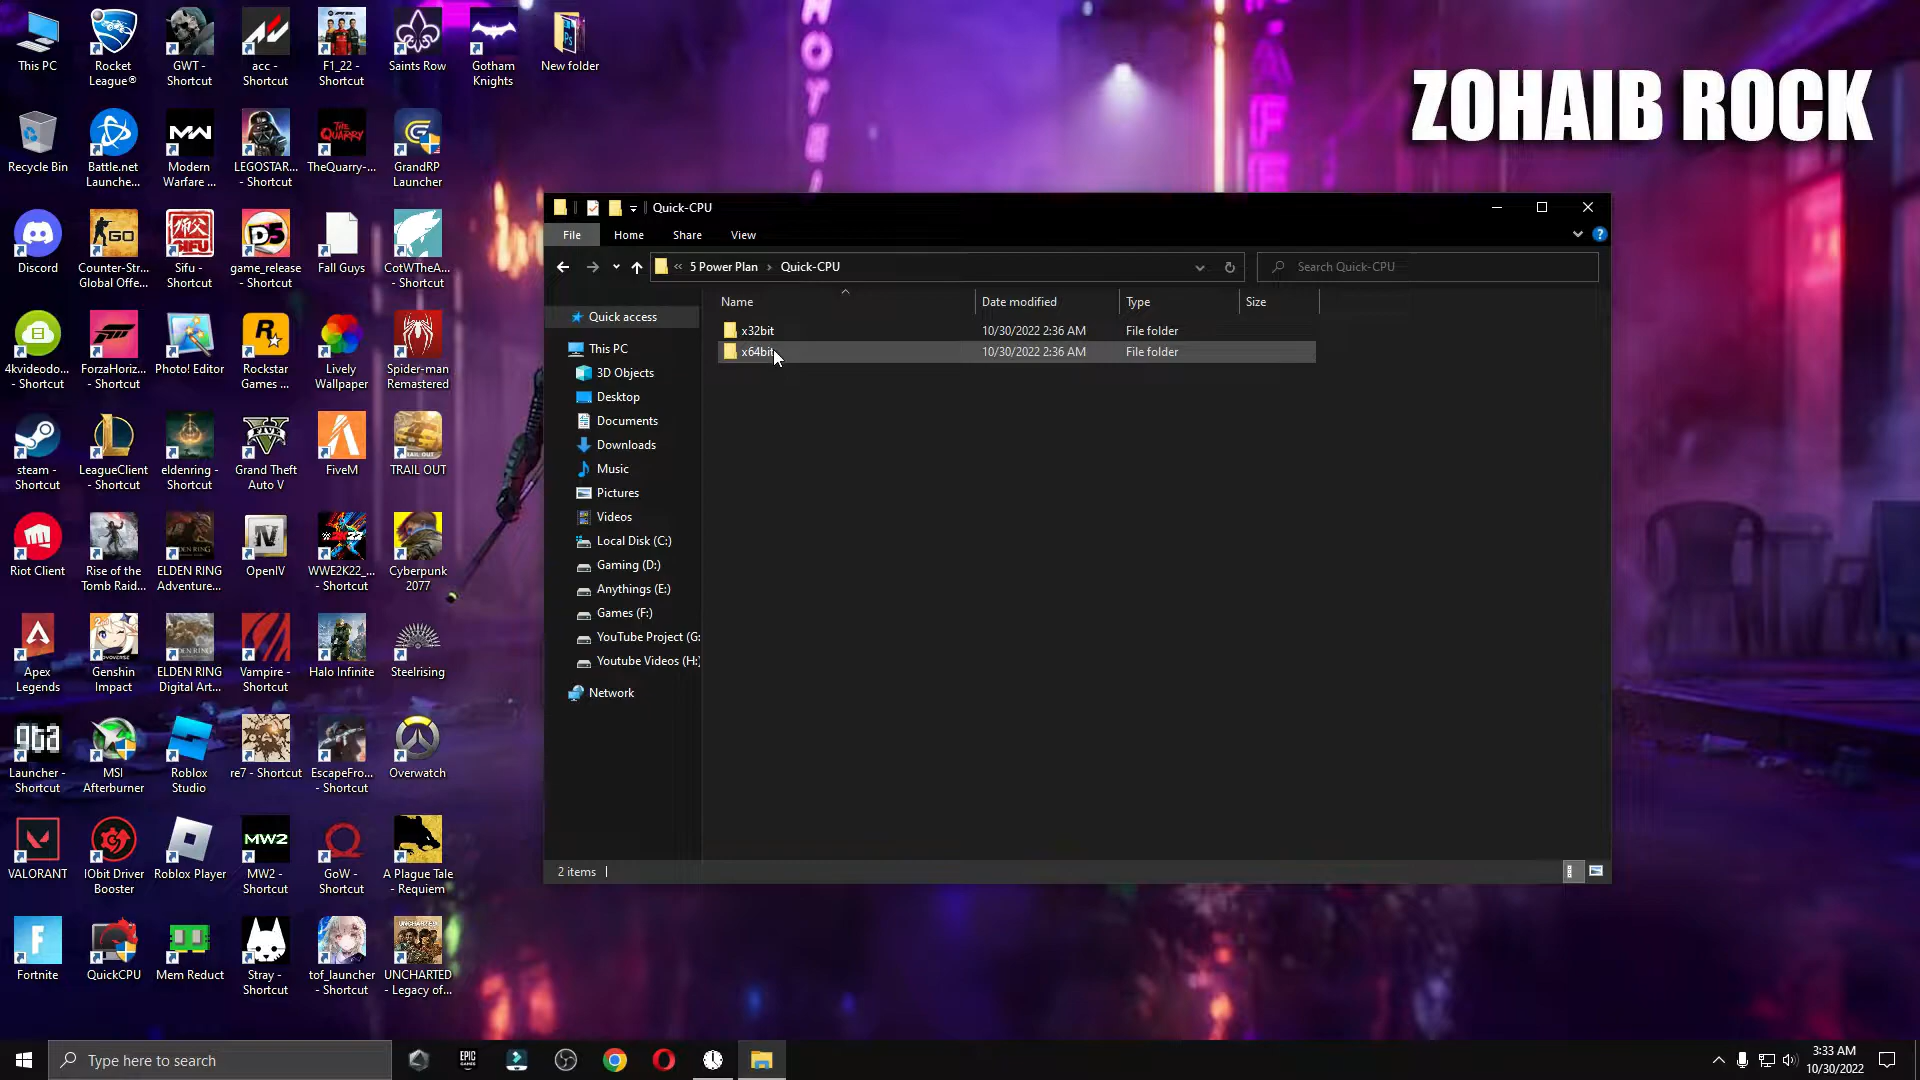 This PC
Rocket
League®
GWT -
Shortcut
acc -
Shortcut
F1_22 -
Shortcut
Saints Row
Gotham
Knights
New folder
ZOHAIB ROCK
Recycle Bin
Battle.net
Launche...
Modern
Warfare ...
LEGOSTAR...
- Shortcut
TheQuarry-...
GrandRP
Launcher
Discord
Counter-Str...
Global Offe...
Sifu -
Shortcut
game_release
- Shortcut
Fall Guys
CotWTheA...
- Shortcut
4kvideodo...
- Shortcut
ForzaHoriz...
- Shortcut
Photo! Editor
Rockstar
Games ...
Lively
Wallpaper
Spider-man
Remastered
steam -
Shortcut
LeagueClient
- Shortcut
eldenring -
Shortcut
Grand Theft
Auto V
FiveM
TRAIL OUT
Riot Client
Rise of the
Tomb Raid...
ELDEN RING
Adventure...
OpenIV
WWE2K22_...
- Shortcut
Cyberpunk
2077
Apex
Legends
Genshin
Impact
ELDEN RING
Digital Art...
Vampire -
Shortcut
Halo Infinite
Steelrising
Launcher -
Shortcut
MSI
Afterburner
Roblox
Studio
re7 - Shortcut
EscapeFro...
- Shortcut
Overwatch
VALORANT
IObit Driver
Booster
Roblox Player
MW2 -
Shortcut
GoW -
Shortcut
A Plague Tale
- Requiem
Fortnite
QuickCPU
Mem Reduct
Stray -
Shortcut
tof_launcher
- Shortcut
UNCHARTED
- Legacy of...
Quick-CPU
File Home Share View
« 5 Power Plan › Quick-CPU
Search Quick-CPU
Name Date modified Type Size
x32bit 10/30/2022 2:36 AM File folder
x64bit 10/30/2022 2:36 AM File folder
Quick access
This PC
3D Objects
Desktop
Documents
Downloads
Music
Pictures
Videos
Local Disk (C:)
Gaming (D:)
Anythings (E:)
Games (F:)
YouTube Project (G:
Youtube Videos (H:)
Network
2 items
Type here to search
3:33 AM
10/30/2022